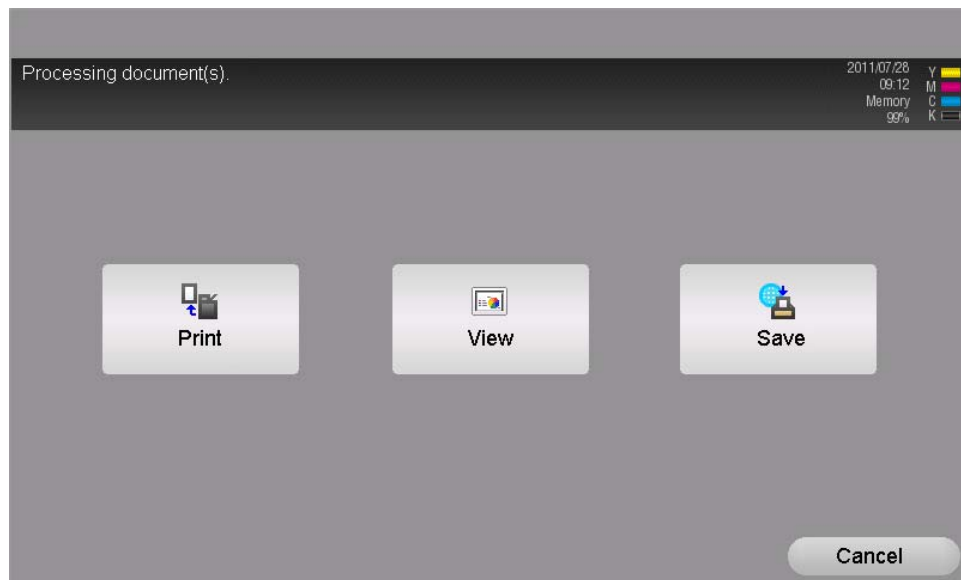 Processing document(s).
2011/07/28
09:12
Memory
99%
Y
M
C
K
Print
View
Save
Cancel